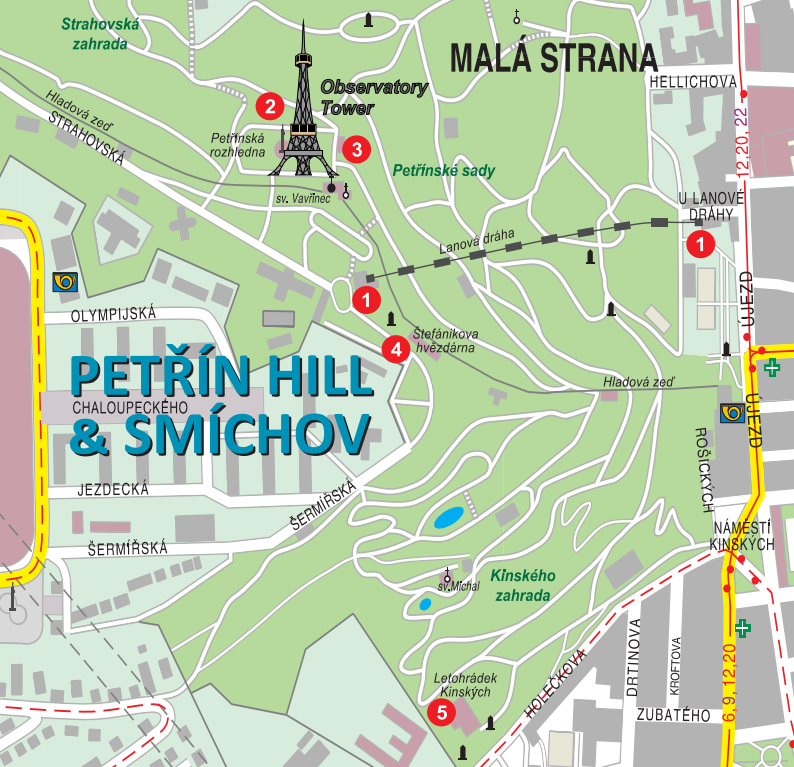 Strahovská
zahrada
MALÁ STRANA
HELLICHOVA
Observatory
Tower
Hladová zeď
STRAHOVSKÁ
2
Petřínská
rozhledna
3
12,20, 22
Petřínské sady
sv. Vavřinec
U LANOVÉ
DRÁHY
Lanová dráha
1
1
ÚJEZD
OLYMPIJSKÁ
4
Štefánikova
hvězdárna
PETŘÍN HILL
& SMÍCHOV
CHALOUPECKÉHO
Hladová zeď
ÚJEZD
ROŠICKÝCH
JEZDECKÁ
ŠERMÍŘSKÁ
ŠERMÍŘSKÁ
NÁMĚSTÍ
KINSKÝCH
sv. Michal
Kinského
zahrada
Letohrádek
Kinských
5
HOLEČKOVA
DRTINOVA
KROFTOVA
ZUBATÉHO
6, 9, 12,20